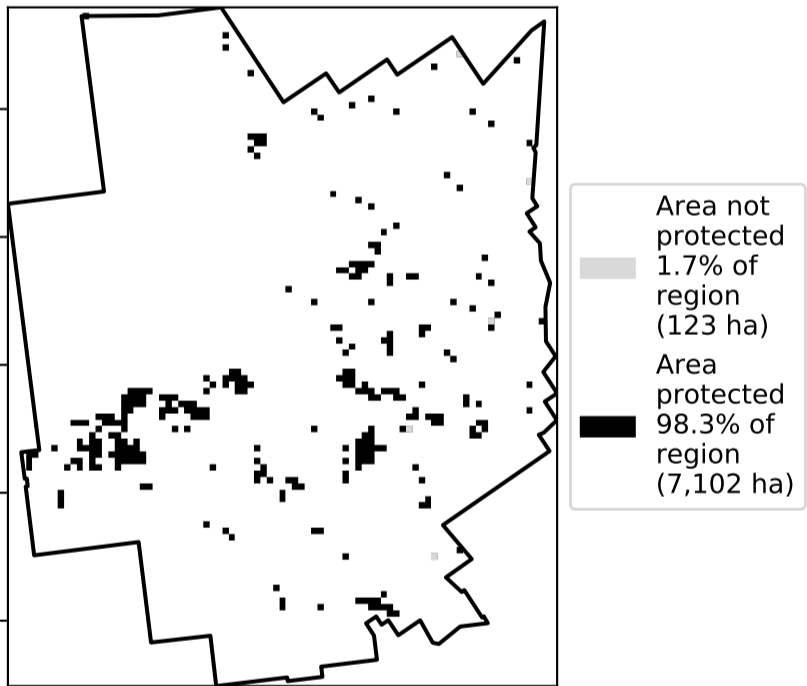 Area not
protected
1.7% of
region
(123 ha)
Area
protected
98.3% of
region
(7,102 ha)